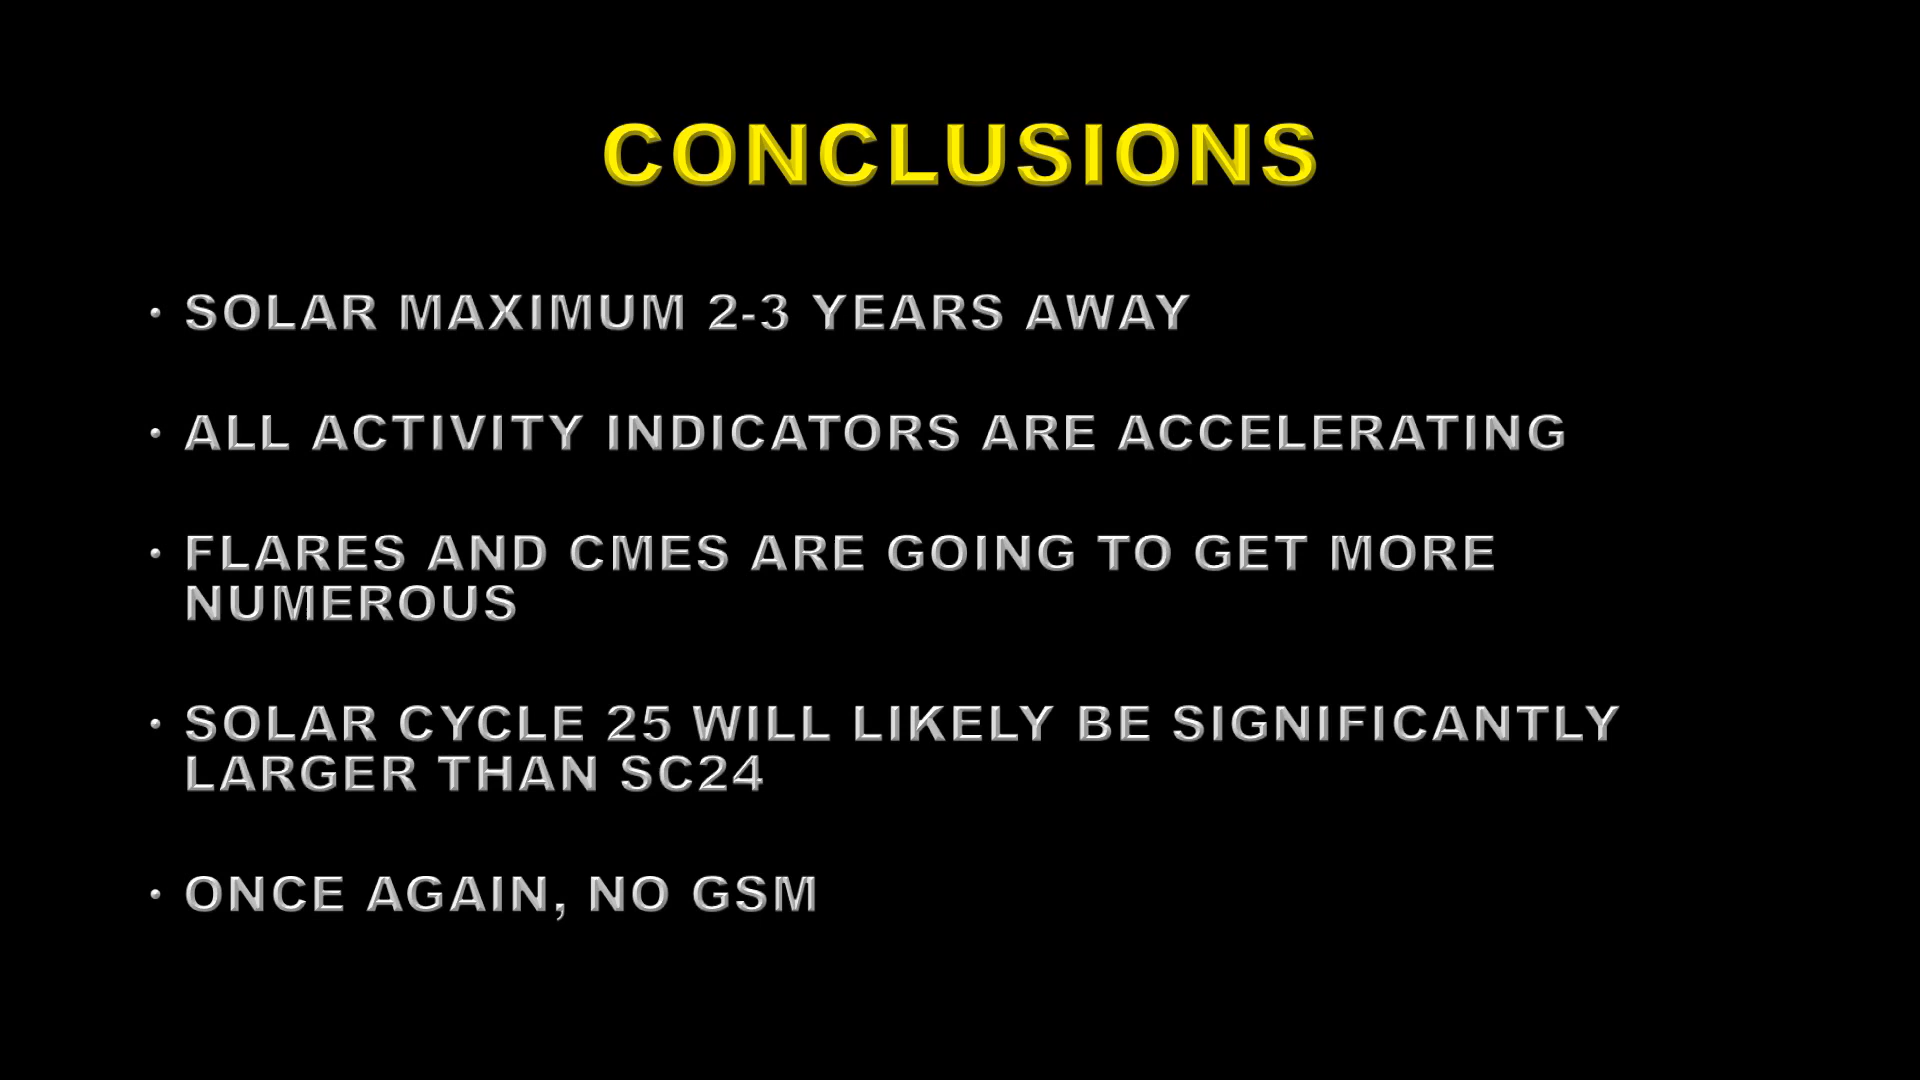 CONCLUSIONS
• SOLAR MAXIMUM 2-3 YEARS AWAY
• ALL ACTIVITY INDICATORS ARE ACCELERATING
• FLARES AND CMES ARE GOING TO GET MORE
NUMEROUS
• SOLAR CYCLE 25 WILL LIKELY BE SIGNIFICANTLY
LARGER THAN SC24
• ONCE AGAIN, NO GSM